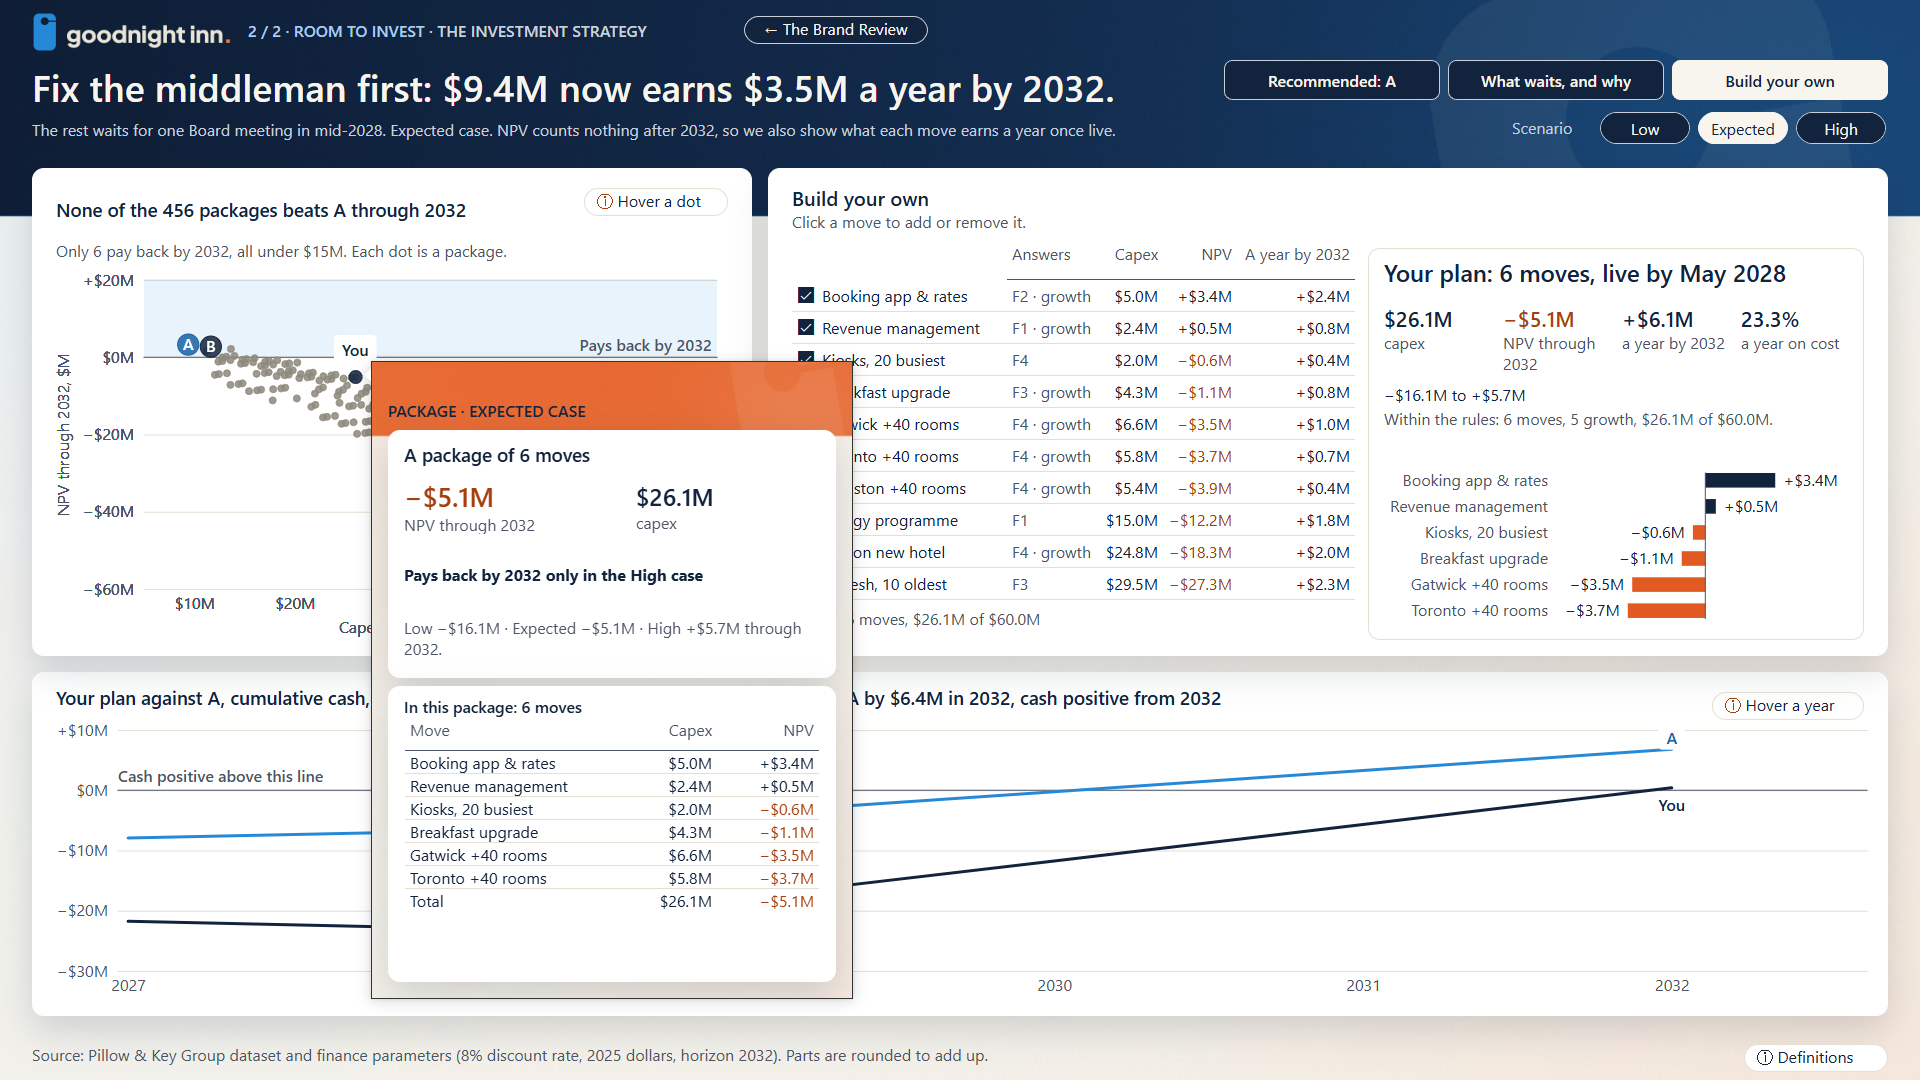 goodnight inn.
2 / 2 · ROOM TO INVEST · THE INVESTMENT STRATEGY
← The Brand Review
Fix the middleman first: $9.4M now earns $3.5M a year by 2032.
The rest waits for one Board meeting in mid-2028. Expected case. NPV counts nothing after 2032, so we also show what each move earns a year once live.
Recommended: A
What waits, and why
Build your own
Scenario
Low
Expected
High
None of the 456 packages beats A through 2032
Hover a dot
Only 6 pay back by 2032, all under $15M. Each dot is a package.
NPV through 2032, $M
+$20M
$0M
−$20M
−$40M
−$60M
A
B
You
Pays back by 2032
$10M
$20M
Cape
Build your own
Click a move to add or remove it.
Answers Capex NPV A year by 2032
Booking app & rates F2 · growth $5.0M +$3.4M +$2.4M
Revenue management F1 · growth $2.4M +$0.5M +$0.8M
Kiosks, 20 busiest F4 $2.0M −$0.6M +$0.4M
kfast upgrade F3 · growth $4.3M −$1.1M +$0.8M
wick +40 rooms F4 · growth $6.6M −$3.5M +$1.0M
nto +40 rooms F4 · growth $5.8M −$3.7M +$0.7M
ston +40 rooms F4 · growth $5.4M −$3.9M +$0.4M
gy programme F1 $15.0M −$12.2M +$1.8M
on new hotel F4 · growth $24.8M −$18.3M +$2.0M
esh, 10 oldest F3 $29.5M −$27.3M +$2.3M
moves, $26.1M of $60.0M
Your plan: 6 moves, live by May 2028
$26.1M
capex
−$5.1M
NPV through
2032
+$6.1M
a year by 2032
23.3%
a year on cost
−$16.1M to +$5.7M
Within the rules: 6 moves, 5 growth, $26.1M of $60.0M.
Booking app & rates +$3.4M
Revenue management +$0.5M
Kiosks, 20 busiest −$0.6M
Breakfast upgrade −$1.1M
Gatwick +40 rooms −$3.5M
Toronto +40 rooms −$3.7M
PACKAGE · EXPECTED CASE
A package of 6 moves
−$5.1M
NPV through 2032
$26.1M
capex
Pays back by 2032 only in the High case
Low −$16.1M · Expected −$5.1M · High +$5.7M through
2032.
In this package: 6 moves
Move Capex NPV
Booking app & rates $5.0M +$3.4M
Revenue management $2.4M +$0.5M
Kiosks, 20 busiest $2.0M −$0.6M
Breakfast upgrade $4.3M −$1.1M
Gatwick +40 rooms $6.6M −$3.5M
Toronto +40 rooms $5.8M −$3.7M
Total $26.1M −$5.1M
Your plan against A, cumulative cash,
A by $6.4M in 2032, cash positive from 2032
Hover a year
+$10M
$0M
−$10M
−$20M
−$30M
Cash positive above this line
A
You
2027
2030
2031
2032
Source: Pillow & Key Group dataset and finance parameters (8% discount rate, 2025 dollars, horizon 2032). Parts are rounded to add up.
Definitions